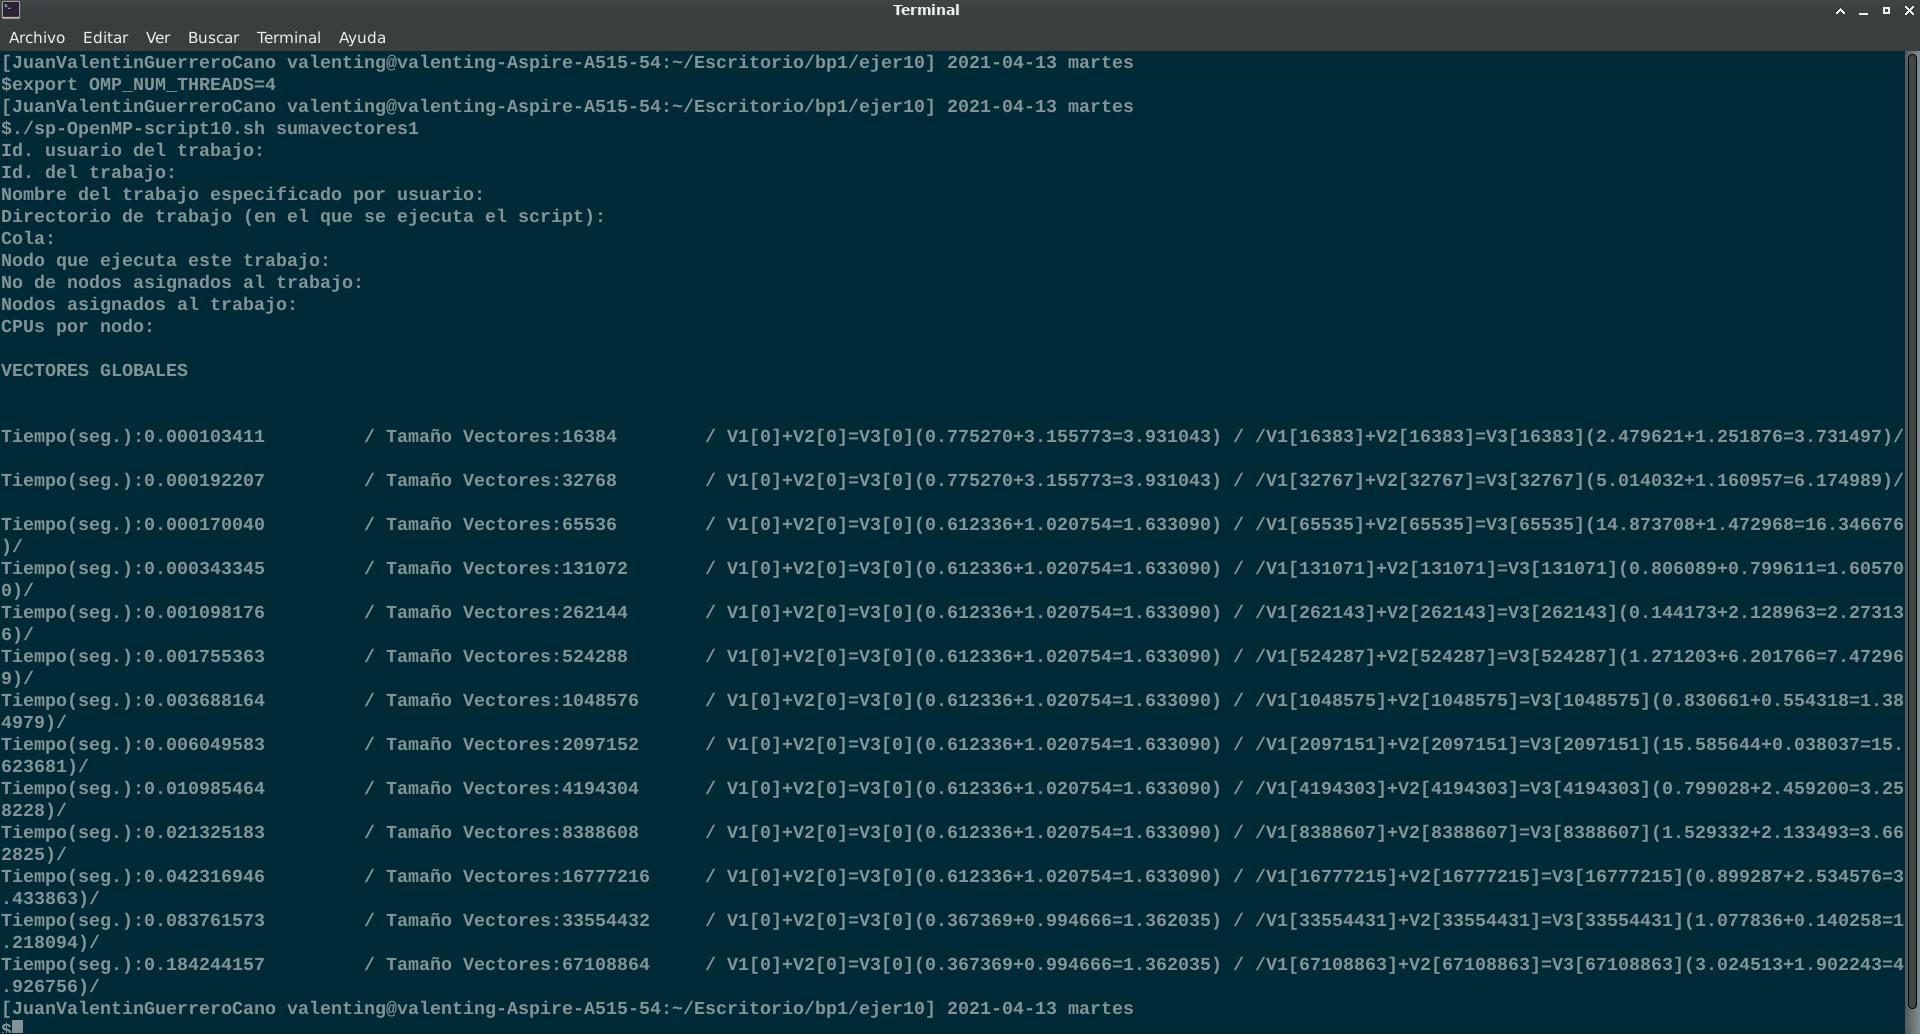 Terminal
Archivo Editar Ver Buscar Terminal Ayuda
[JuanValentinGuerreroCano valenting@valenting-Aspire-A515-54:~/Escritorio/bp1/ejer10] 2021-04-13 martes
$export OMP_NUM_THREADS=4
[JuanValentinGuerreroCano valenting@valenting-Aspire-A515-54:~/Escritorio/bp1/ejer10] 2021-04-13 martes
$./sp-OpenMP-script10.sh sumavectores1
Id. usuario del trabajo:
Id. del trabajo:
Nombre del trabajo especificado por usuario:
Directorio de trabajo (en el que se ejecuta el script):
Cola:
Nodo que ejecuta este trabajo:
No de nodos asignados al trabajo:
Nodos asignados al trabajo:
CPUs por nodo:
VECTORES GLOBALES
Tiempo(seg.):0.000103411 / Tamaño Vectores:16384 / V1[0]+V2[0]=V3[0](0.775270+3.155773=3.931043) / /V1[16383]+V2[16383]=V3[16383](2.479621+1.251876=3.731497)/
Tiempo(seg.):0.000192207 / Tamaño Vectores:32768 / V1[0]+V2[0]=V3[0](0.775270+3.155773=3.931043) / /V1[32767]+V2[32767]=V3[32767](5.014032+1.160957=6.174989)/
Tiempo(seg.):0.000170040 / Tamaño Vectores:65536 / V1[0]+V2[0]=V3[0](0.612336+1.020754=1.633090) / /V1[65535]+V2[65535]=V3[65535](14.873708+1.472968=16.346676
)/
Tiempo(seg.):0.000343345 / Tamaño Vectores:131072 / V1[0]+V2[0]=V3[0](0.612336+1.020754=1.633090) / /V1[131071]+V2[131071]=V3[131071](0.806089+0.799611=1.60570
0)/
Tiempo(seg.):0.001098176 / Tamaño Vectores:262144 / V1[0]+V2[0]=V3[0](0.612336+1.020754=1.633090) / /V1[262143]+V2[262143]=V3[262143](0.144173+2.128963=2.27313
6)/
Tiempo(seg.):0.001755363 / Tamaño Vectores:524288 / V1[0]+V2[0]=V3[0](0.612336+1.020754=1.633090) / /V1[524287]+V2[524287]=V3[524287](1.271203+6.201766=7.47296
9)/
Tiempo(seg.):0.003688164 / Tamaño Vectores:1048576 / V1[0]+V2[0]=V3[0](0.612336+1.020754=1.633090) / /V1[1048575]+V2[1048575]=V3[1048575](0.830661+0.554318=1.38
4979)/
Tiempo(seg.):0.006049583 / Tamaño Vectores:2097152 / V1[0]+V2[0]=V3[0](0.612336+1.020754=1.633090) / /V1[2097151]+V2[2097151]=V3[2097151](15.585644+0.038037=15.
623681)/
Tiempo(seg.):0.010985464 / Tamaño Vectores:4194304 / V1[0]+V2[0]=V3[0](0.612336+1.020754=1.633090) / /V1[4194303]+V2[4194303]=V3[4194303](0.799028+2.459200=3.25
8228)/
Tiempo(seg.):0.021325183 / Tamaño Vectores:8388608 / V1[0]+V2[0]=V3[0](0.612336+1.020754=1.633090) / /V1[8388607]+V2[8388607]=V3[8388607](1.529332+2.133493=3.66
2825)/
Tiempo(seg.):0.042316946 / Tamaño Vectores:16777216 / V1[0]+V2[0]=V3[0](0.612336+1.020754=1.633090) / /V1[16777215]+V2[16777215]=V3[16777215](0.899287+2.534576=3
.433863)/
Tiempo(seg.):0.083761573 / Tamaño Vectores:33554432 / V1[0]+V2[0]=V3[0](0.367369+0.994666=1.362035) / /V1[33554431]+V2[33554431]=V3[33554431](1.077836+0.140258=1
.218094)/
Tiempo(seg.):0.184244157 / Tamaño Vectores:67108864 / V1[0]+V2[0]=V3[0](0.367369+0.994666=1.362035) / /V1[67108863]+V2[67108863]=V3[67108863](3.024513+1.902243=4
.926756)/
[JuanValentinGuerreroCano valenting@valenting-Aspire-A515-54:~/Escritorio/bp1/ejer10] 2021-04-13 martes
$